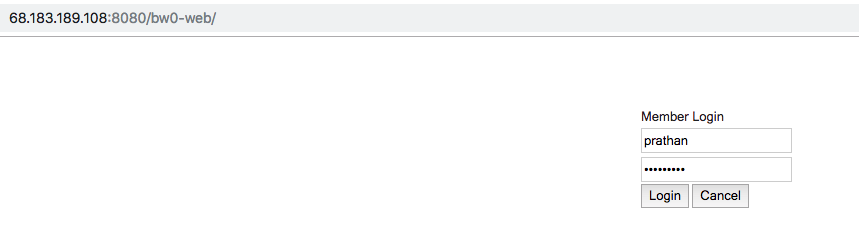 68.183.189.108:8080/bw0-web/
Member Login
prathan
•••••••••
Login Cancel